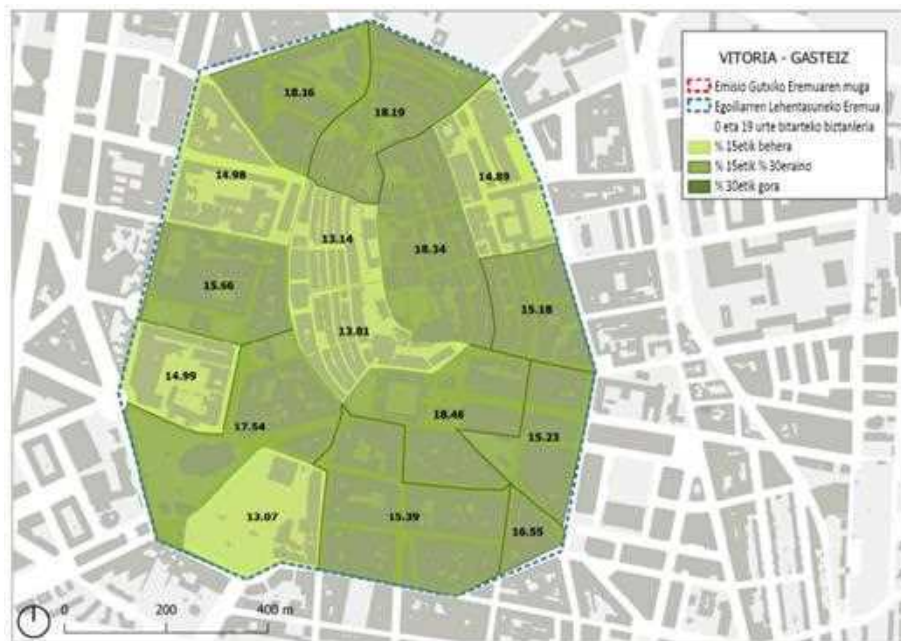 VITORIA - GASTEIZ
Emisio Gutxiko Eremuaren muga
Egoiliarren Lehentasuneko Eremua
0 eta 19 urte bitarteko biztanleria
% 15etik behera
% 15etik % 30eraino
% 30etik gora
18.16
18.19
14.98
14.89
13.14
18.34
15.66
15.18
13.01
14.99
18.46
17.54
15.23
13.07
15.39
16.55
0
200
400 m